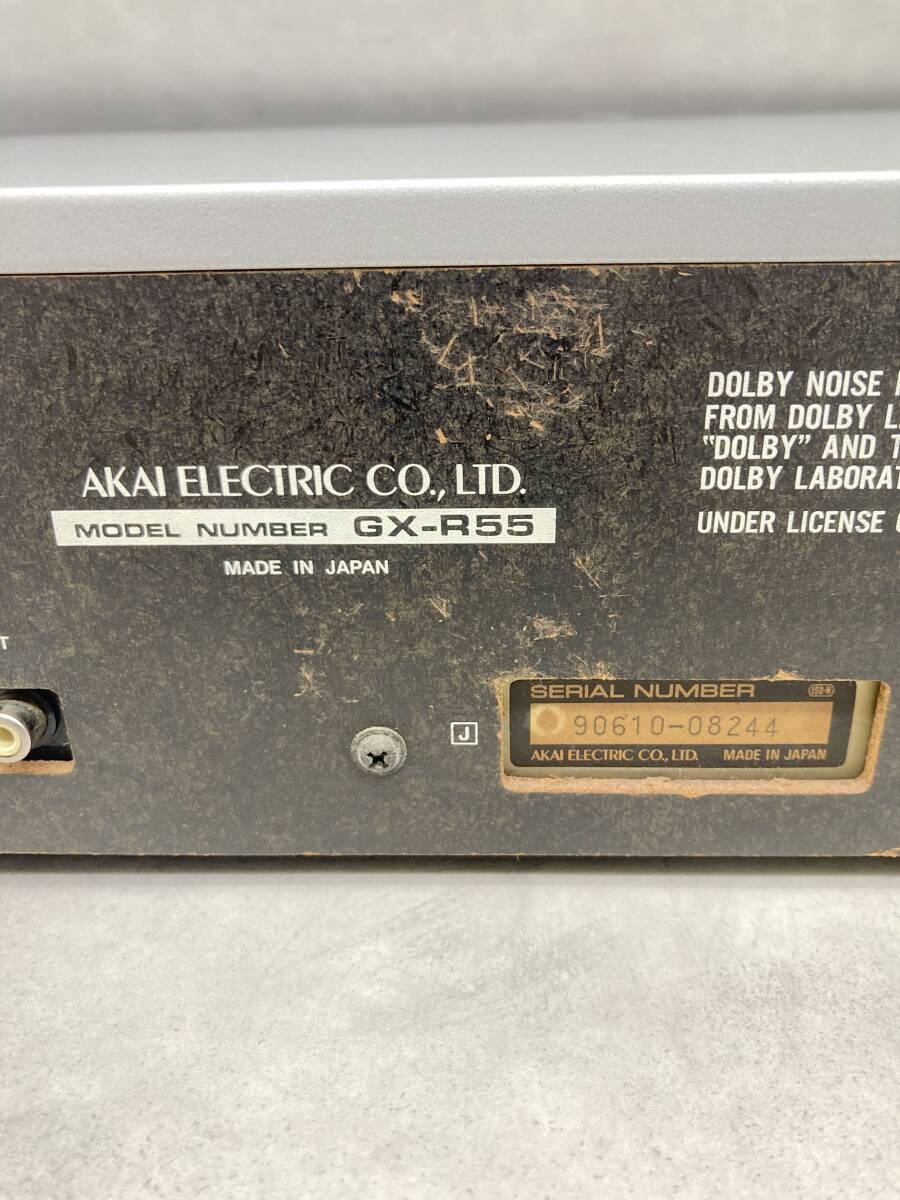 DOLBY NOISE
FROM DOLBY
"DOLBY" AND
DOLBY LABORAT
UNDER LICENSE
AKAI ELECTRIC CO., LTD.
MODEL NUMBER GX-R55
MADE IN JAPAN
T
J
SERIAL NUMBER
90610-08244
AKAI ELECTRIC CO., LTD. MADE IN JAPAN